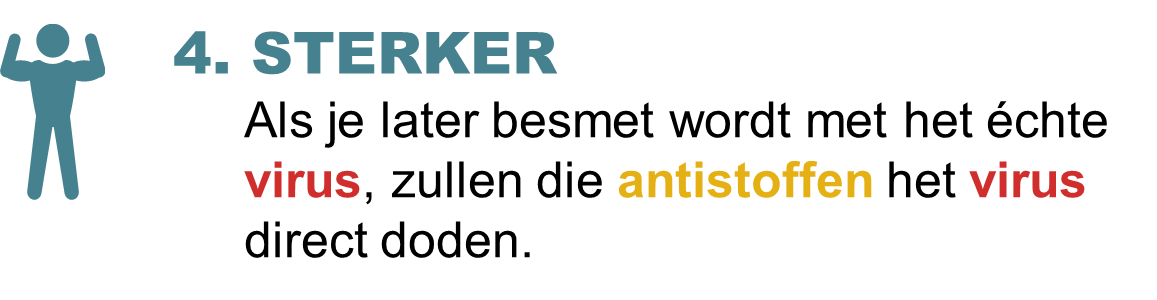 4. STERKER
Als je later besmet wordt met het échte
virus, zullen die antistoffen het virus
direct doden.